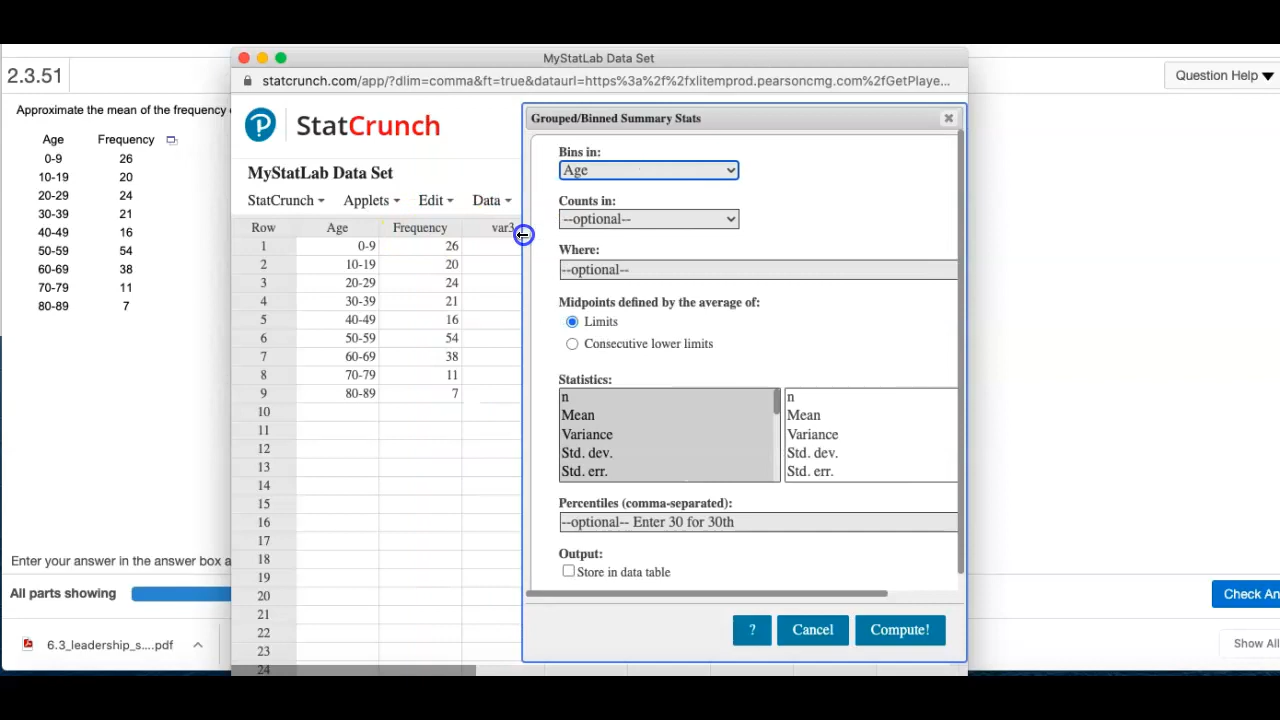 MyStatLab Data Set
statcrunch.com/app/?dlim=comma&ft=true&dataurl=https%3a%2f%2fxlitemprod.pearsoncmg.com%2fGetPlaye...
2.3.51
Question Help
Approximate the mean of the frequency
Age Frequency
0-9 26
10-19 20
20-29 24
30-39 21
40-49 16
50-59 54
60-69 38
70-79 11
80-89 7
Enter your answer in the answer box a
All parts showing
Check An
6.3_leadership_s....pdf
Show All
P StatCrunch
MyStatLab Data Set
StatCrunch Applets Edit Data
Row Age Frequency var3
1 0-9 26
2 10-19 20
3 20-29 24
4 30-39 21
5 40-49 16
6 50-59 54
7 60-69 38
8 70-79 11
9 80-89 7
10
11
12
13
14
15
16
17
18
19
20
21
22
23
24
Grouped/Binned Summary Stats
Bins in:
Age
Counts in:
--optional--
Where:
--optional--
Midpoints defined by the average of:
Limits
Consecutive lower limits
Statistics:
n
Mean
Variance
Std. dev.
Std. err.
n
Mean
Variance
Std. dev.
Std. err.
Percentiles (comma-separated):
--optional-- Enter 30 for 30th
Output:
Store in data table
? Cancel Compute!